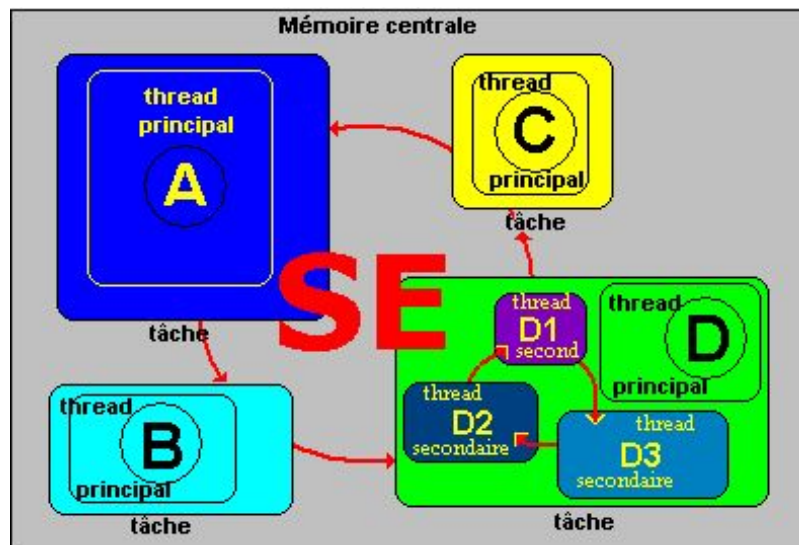 Mémoire centrale
thread
principal
A
tâche
thread
C
principal
tâche
SE
thread
B
principal
tâche
thread
D1
second
thread
D
principal
thread
D2
secondaire
thread
D3
secondaire
tâche